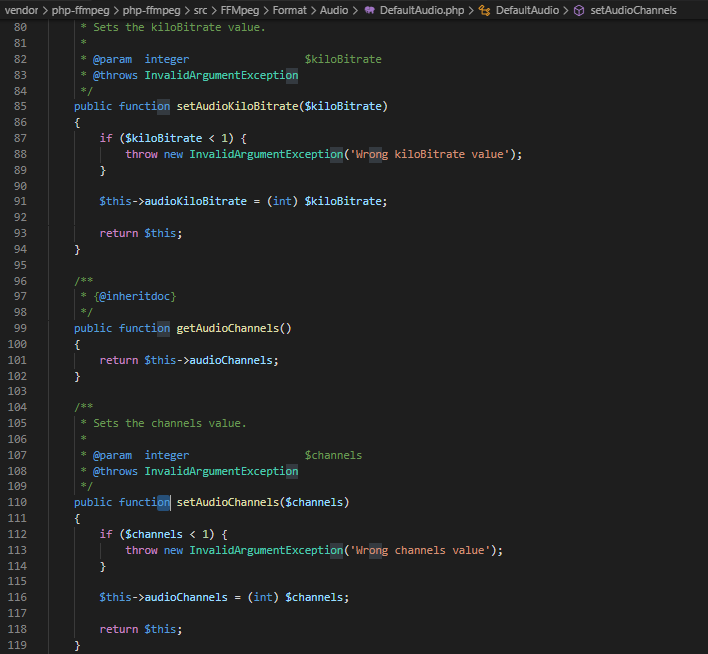 vendor > php-ffmpeg > php-ffmpeg > src > FFMpeg > Format > Audio > DefaultAudio.php > DefaultAudio > setAudioChannels
80         * Sets the kiloBitrate value.
81         *
82         * @param  integer                  $kiloBitrate
83         * @throws InvalidArgumentException
84         */
85        public function setAudioKiloBitrate($kiloBitrate)
86        {
87            if ($kiloBitrate < 1) {
88                throw new InvalidArgumentException('Wrong kiloBitrate value');
89            }
90
91            $this->audioKiloBitrate = (int) $kiloBitrate;
92
93            return $this;
94        }
95
96        /**
97         * {@inheritdoc}
98         */
99        public function getAudioChannels()
100       {
101           return $this->audioChannels;
102       }
103
104       /**
105        * Sets the channels value.
106        *
107        * @param  integer                  $channels
108        * @throws InvalidArgumentException
109        */
110       public function setAudioChannels($channels)
111       {
112           if ($channels < 1) {
113               throw new InvalidArgumentException('Wrong channels value');
114           }
115
116           $this->audioChannels = (int) $channels;
117
118           return $this;
119       }